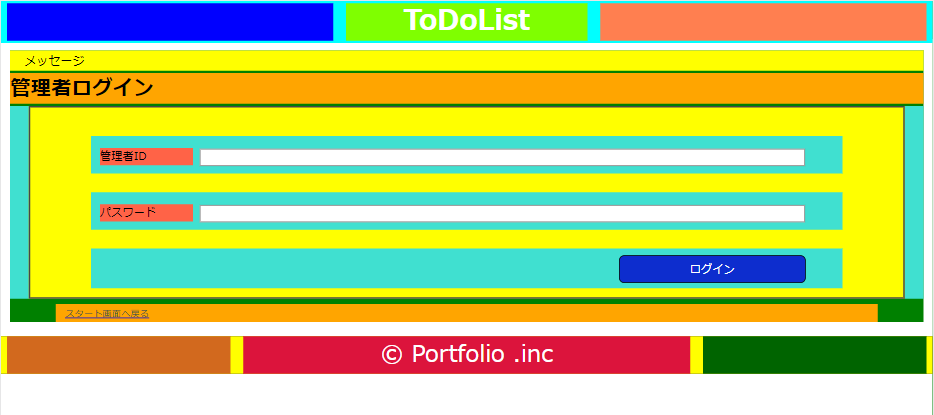 ToDoList
メッセージ
管理者ログイン
管理者ID
パスワード
ログイン
スタート画面へ戻る
© Portfolio .inc